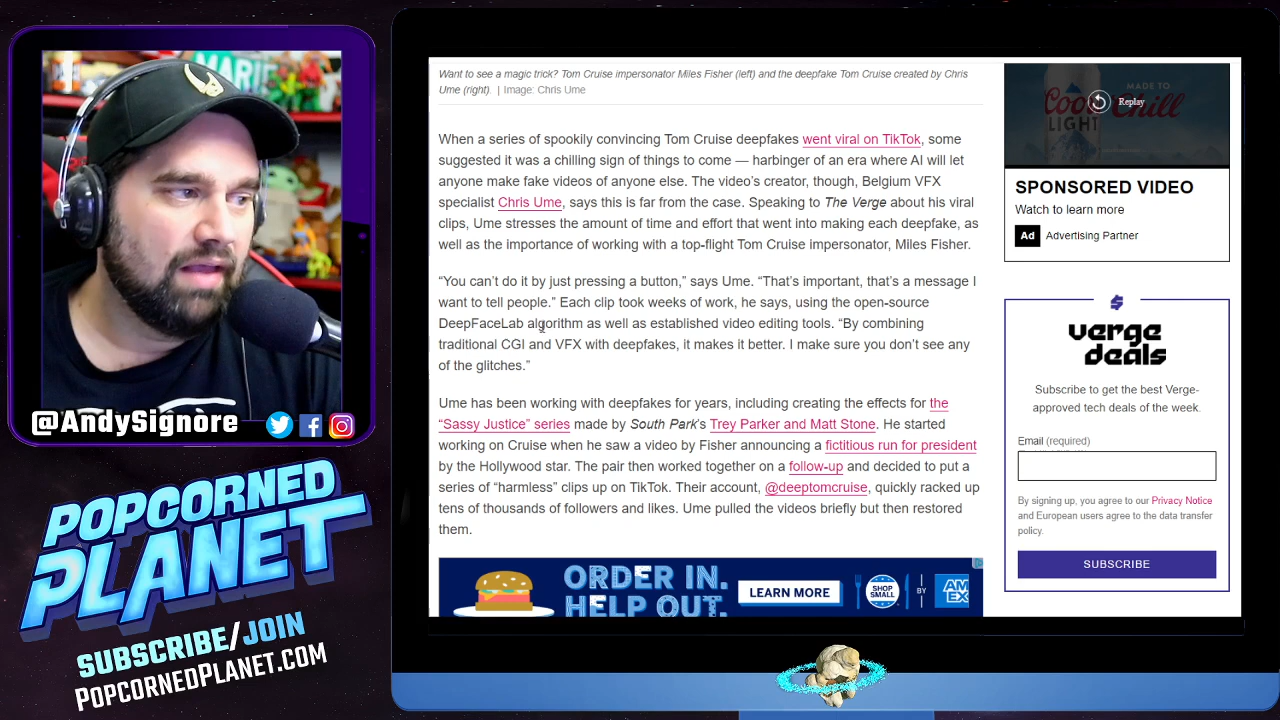 MARIE
@AndySignore
POPCORNED
PLANET
SUBSCRIBE/JOIN
POPCORNEDPLANET.COM
Want to see a magic trick? Tom Cruise impersonator Miles Fisher (left) and the deepfake Tom Cruise created by Chris
Ume (right). | Image: Chris Ume
When a series of spookily convincing Tom Cruise deepfakes went viral on TikTok, some
suggested it was a chilling sign of things to come — harbinger of an era where AI will let
anyone make fake videos of anyone else. The video’s creator, though, Belgium VFX
specialist Chris Ume, says this is far from the case. Speaking to The Verge about his viral
clips, Ume stresses the amount of time and effort that went into making each deepfake, as
well as the importance of working with a top-flight Tom Cruise impersonator, Miles Fisher.
“You can’t do it by just pressing a button,” says Ume. “That’s important, that’s a message I
want to tell people.” Each clip took weeks of work, he says, using the open-source
DeepFaceLab algorithm as well as established video editing tools. “By combining
traditional CGI and VFX with deepfakes, it makes it better. I make sure you don’t see any
of the glitches.”
Ume has been working with deepfakes for years, including creating the effects for the
“Sassy Justice” series made by South Park’s Trey Parker and Matt Stone. He started
working on Cruise when he saw a video by Fisher announcing a fictitious run for president
by the Hollywood star. The pair then worked together on a follow-up and decided to put a
series of “harmless” clips up on TikTok. Their account, @deeptomcruise, quickly racked up
tens of thousands of followers and likes. Ume pulled the videos briefly but then restored
them.
ORDER IN.
HELP OUT.
LEARN MORE
SHOP
SMALL
BY
AM
EX
MADE TO
Chill
LIGHT
Replay
SPONSORED VIDEO
Watch to learn more
Ad Advertising Partner
verge
deals
Subscribe to get the best Verge-
approved tech deals of the week.
Email (required)
By signing up, you agree to our Privacy Notice
and European users agree to the data transfer
policy.
SUBSCRIBE